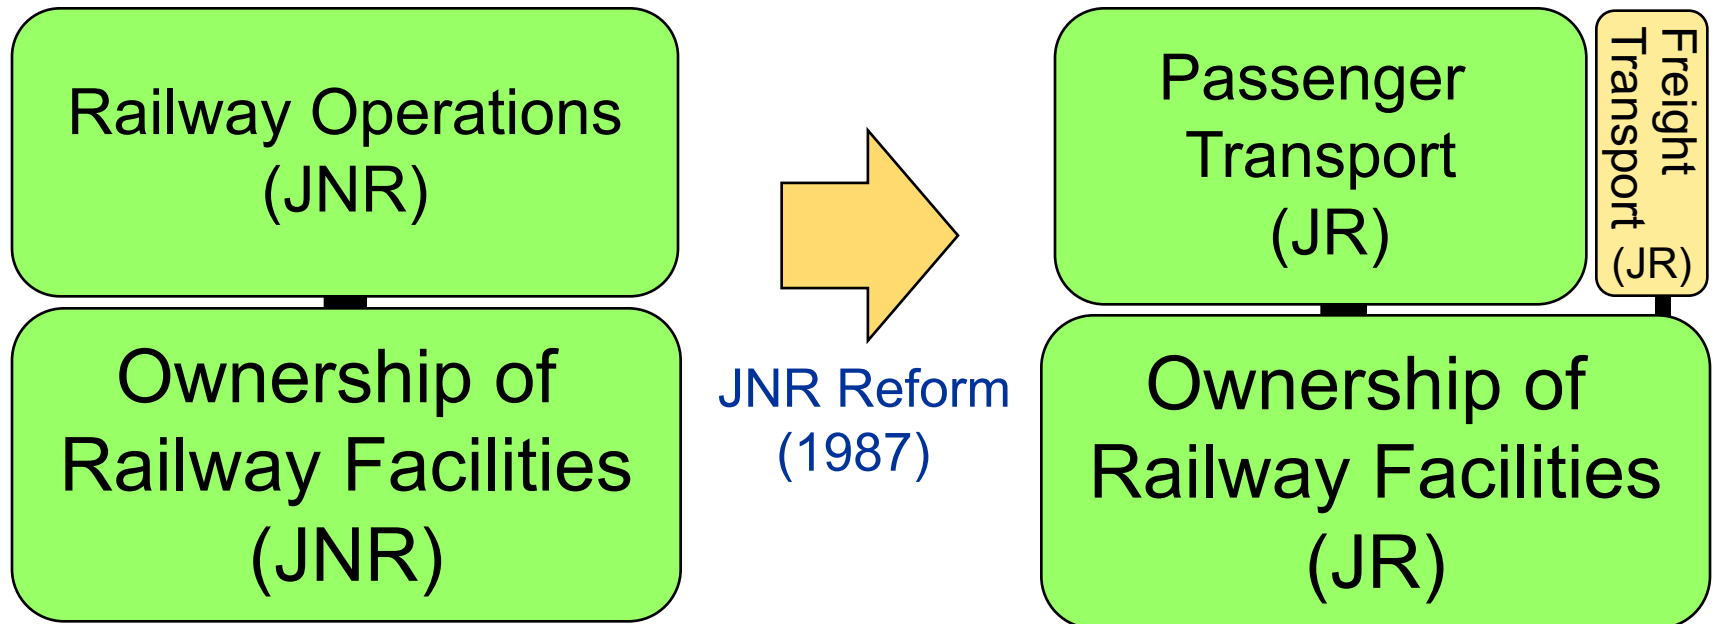 Railway Operations
(JNR)
Ownership of
Railway Facilities
(JNR)
JNR Reform
(1987)
Passenger
Transport
(JR)
Freight
Transport
(JR)
Ownership of
Railway Facilities
(JR)